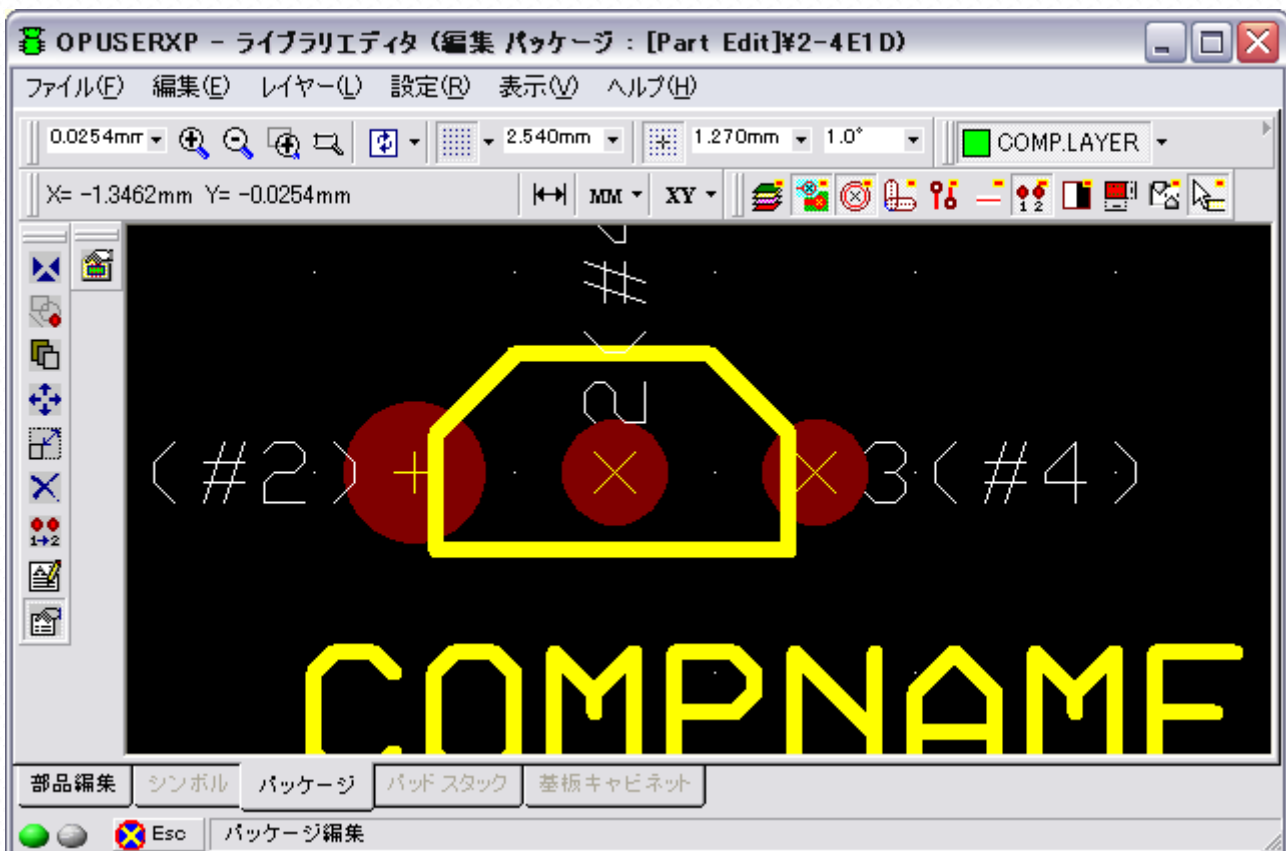 OPUSERXP - ライブラリエディタ (編集 パッケージ : [Part Edit]¥2-4E1D)
ファイル(F) 編集(E) レイヤー(L) 設定(R) 表示(V) ヘルプ(H)
0.0254mm 2.540mm 1.270mm 1.0° COMP.LAYER
X= -1.3462mm Y= -0.0254mm MM XY
2(#
(#2) 3(#4)
COMPNAME
部品編集 シンボル パッケージ パッド スタック 基板キャビネット
Esc パッケージ編集